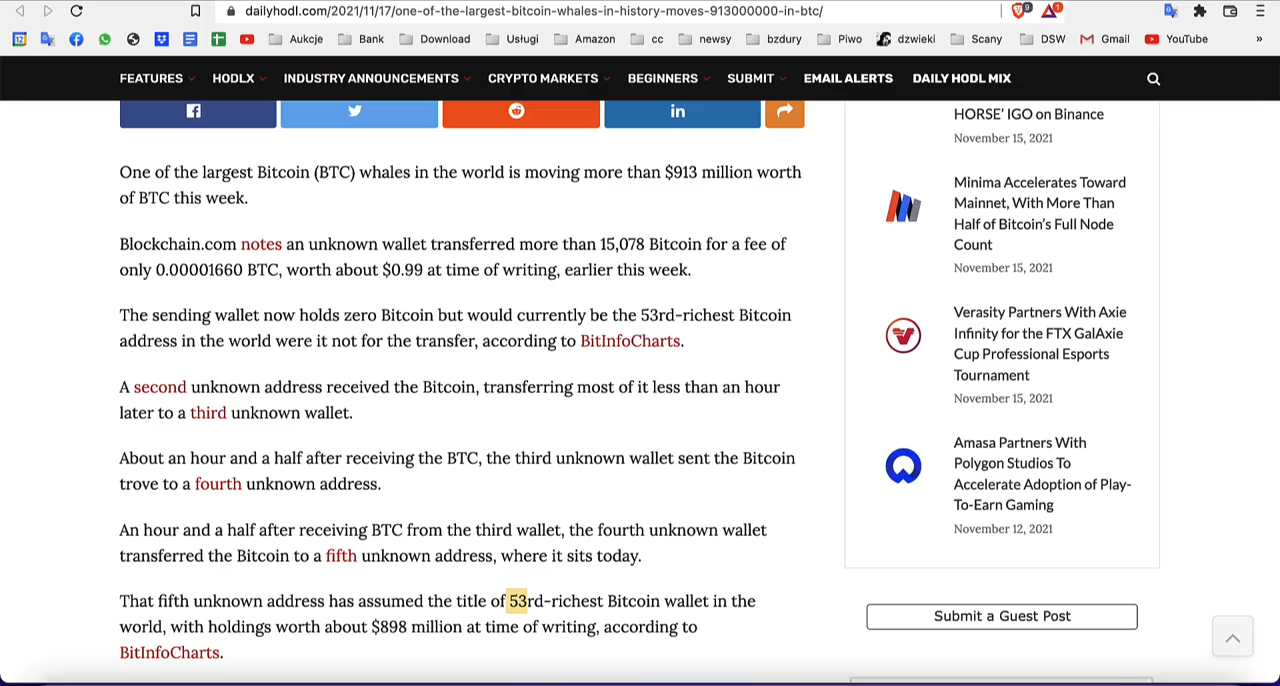 dailyhodl.com/2021/11/17/one-of-the-largest-bitcoin-whales-in-history-moves-913000000-in-btc/
9
1
12
Aukcje
Bank
Download
Usługi
Amazon
cc
newsy
bzdury
Piwo
dzwieki
Scany
DSW
Gmail
YouTube
»
FEATURES
HODLX
INDUSTRY ANNOUNCEMENTS
CRYPTO MARKETS
BEGINNERS
SUBMIT
EMAIL ALERTS
DAILY HODL MIX
One of the largest Bitcoin (BTC) whales in the world is moving more than $913 million worth
of BTC this week.
Blockchain.com notes an unknown wallet transferred more than 15,078 Bitcoin for a fee of
only 0.00001660 BTC, worth about $0.99 at time of writing, earlier this week.
The sending wallet now holds zero Bitcoin but would currently be the 53rd-richest Bitcoin
address in the world were it not for the transfer, according to BitInfoCharts.
A second unknown address received the Bitcoin, transferring most of it less than an hour
later to a third unknown wallet.
About an hour and a half after receiving the BTC, the third unknown wallet sent the Bitcoin
trove to a fourth unknown address.
An hour and a half after receiving BTC from the third wallet, the fourth unknown wallet
transferred the Bitcoin to a fifth unknown address, where it sits today.
That fifth unknown address has assumed the title of 53rd-richest Bitcoin wallet in the
world, with holdings worth about $898 million at time of writing, according to
BitInfoCharts.
HORSE' IGO on Binance
November 15, 2021
Minima Accelerates Toward
Mainnet, With More Than
Half of Bitcoin's Full Node
Count
November 15, 2021
Verasity Partners With Axie
Infinity for the FTX GalAxie
Cup Professional Esports
Tournament
November 15, 2021
Amasa Partners With
Polygon Studios To
Accelerate Adoption of Play-
To-Earn Gaming
November 12, 2021
Submit a Guest Post